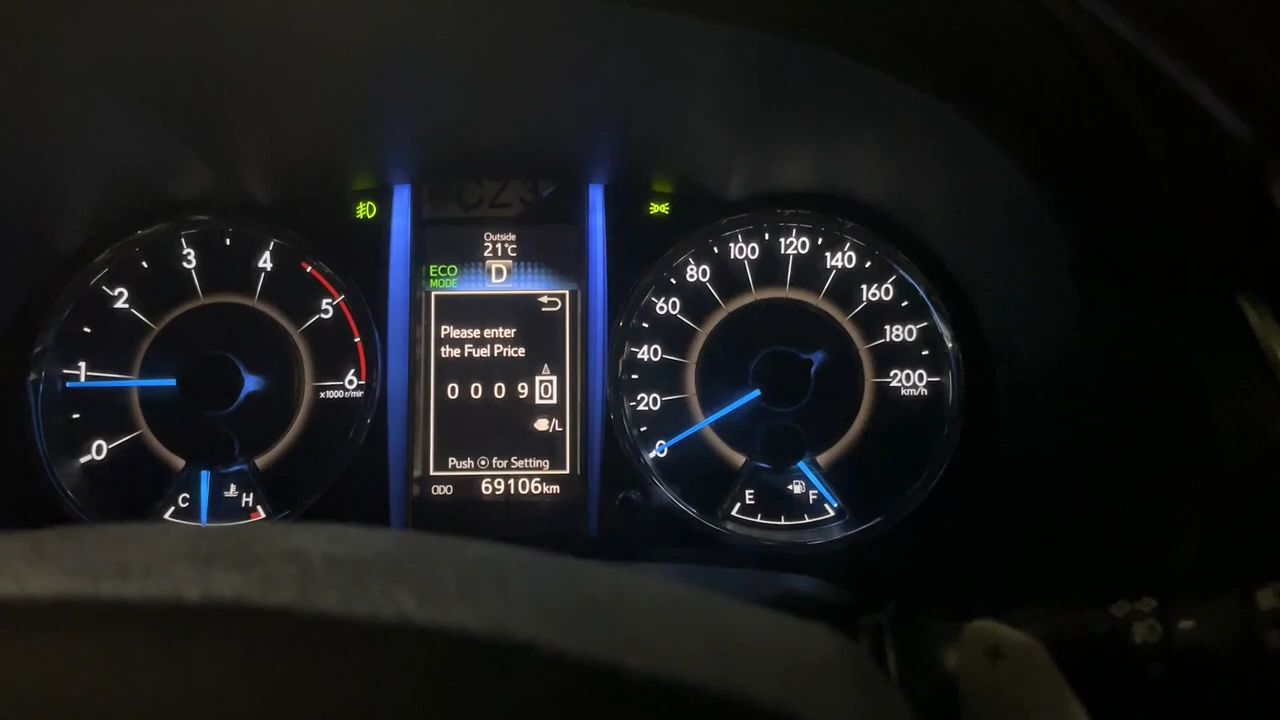 Outside
21°C
ECO
MODE
D
Please enter
the Fuel Price
0 0 0 9 0
/L
Push for Setting
ODO 69106km
0
1
2
3
4
5
6
x1000 r/min
C
H
0
20
40
60
80
100
120
140
160
180
200
km/h
E
F